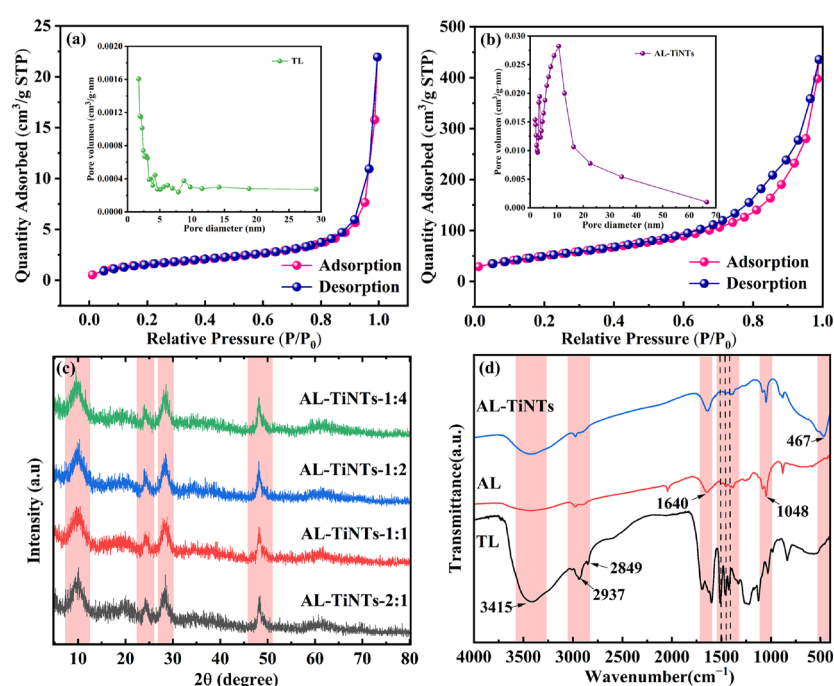 (a)
TL
Pore volumen (cm³/g·nm)
0.0020
0.0016
0.0012
0.0008
0.0004
0.0000
0 5 10 15 20 25 30
Pore diameter (nm)
Quantity Adsorbed (cm³/g STP)
25
20
15
10
5
0
Adsorption
Desorption
0.0 0.2 0.4 0.6 0.8 1.0
Relative Pressure (P/P₀)
(b)
AL-TiNTs
Pore volumen (cm³/g·nm)
0.030
0.025
0.020
0.015
0.010
0.005
0.000
0 10 20 30 40 50 60 70
Pore diameter (nm)
Quantity Adsorbed (cm³/g STP)
500
400
300
200
100
0
Adsorption
Desorption
0.0 0.2 0.4 0.6 0.8 1.0
Relative Pressure (P/P₀)
(c)
AL-TiNTs-1:4
AL-TiNTs-1:2
AL-TiNTs-1:1
AL-TiNTs-2:1
Intensity (a.u)
10 20 30 40 50 60 70 80
2θ (degree)
(d)
AL-TiNTs
467
AL
1640
1048
TL
2849
2937
3415
Transmittance(a.u.)
4000 3500 3000 2500 2000 1500 1000 500
Wavenumber(cm⁻¹)